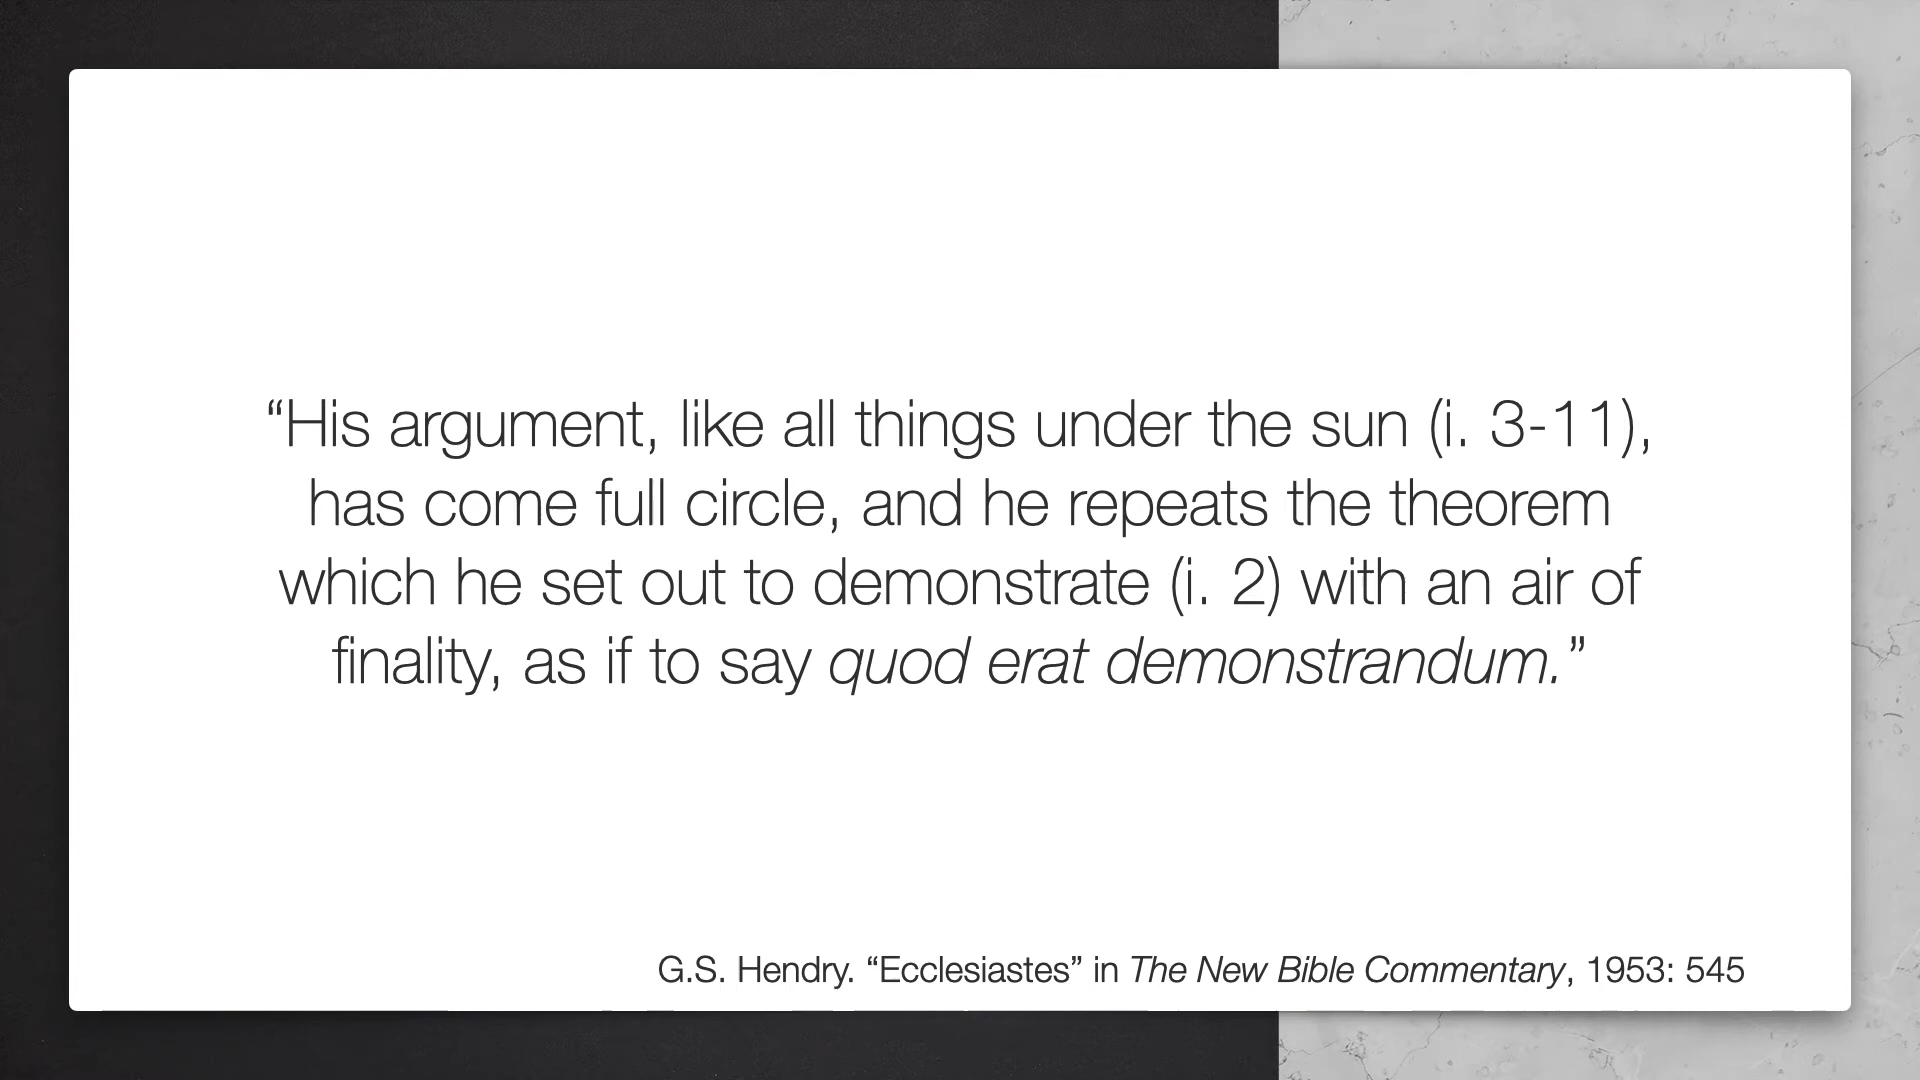 “His argument, like all things under the sun (i. 3-11),
has come full circle, and he repeats the theorem
which he set out to demonstrate (i. 2) with an air of
finality, as if to say quod erat demonstrandum.”
G.S. Hendry. “Ecclesiastes” in The New Bible Commentary, 1953: 545